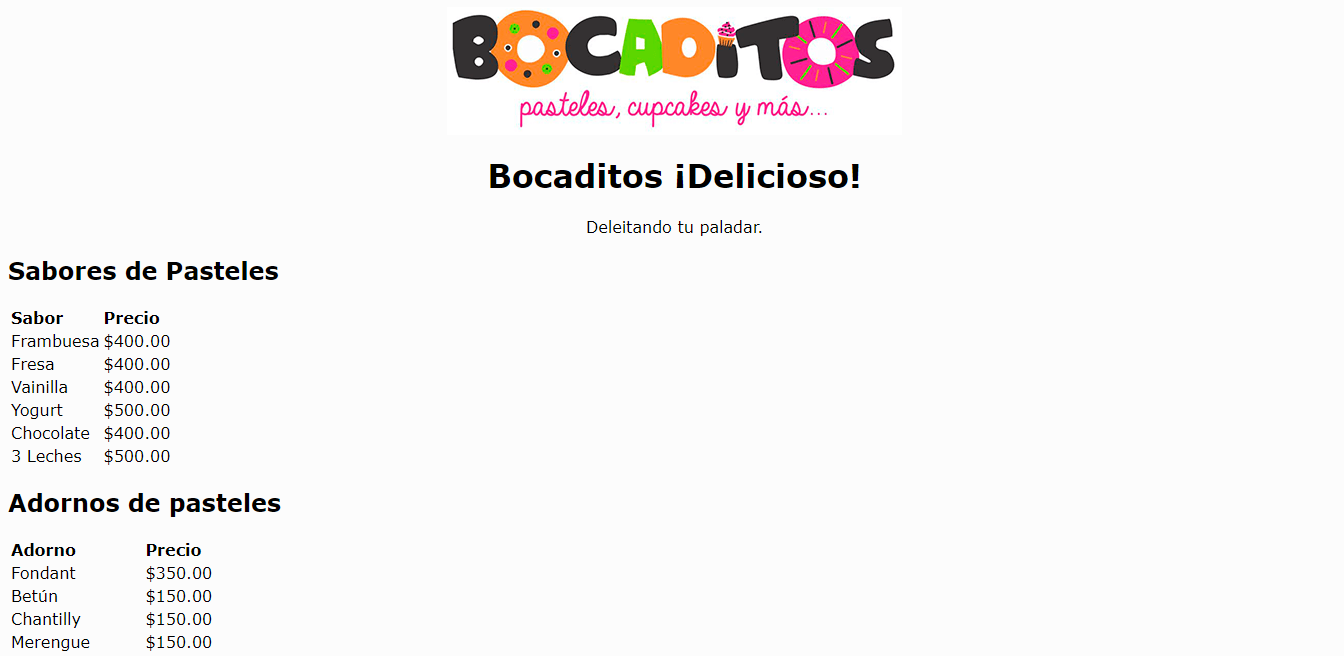 BOCADiTOS
pasteles, cupcakes y más...
Bocaditos ¡Delicioso!
Deleitando tu paladar.
Sabores de Pasteles
Sabor Precio
Frambuesa $400.00
Fresa $400.00
Vainilla $400.00
Yogurt $500.00
Chocolate $400.00
3 Leches $500.00
Adornos de pasteles
Adorno Precio
Fondant $350.00
Betún $150.00
Chantilly $150.00
Merengue $150.00